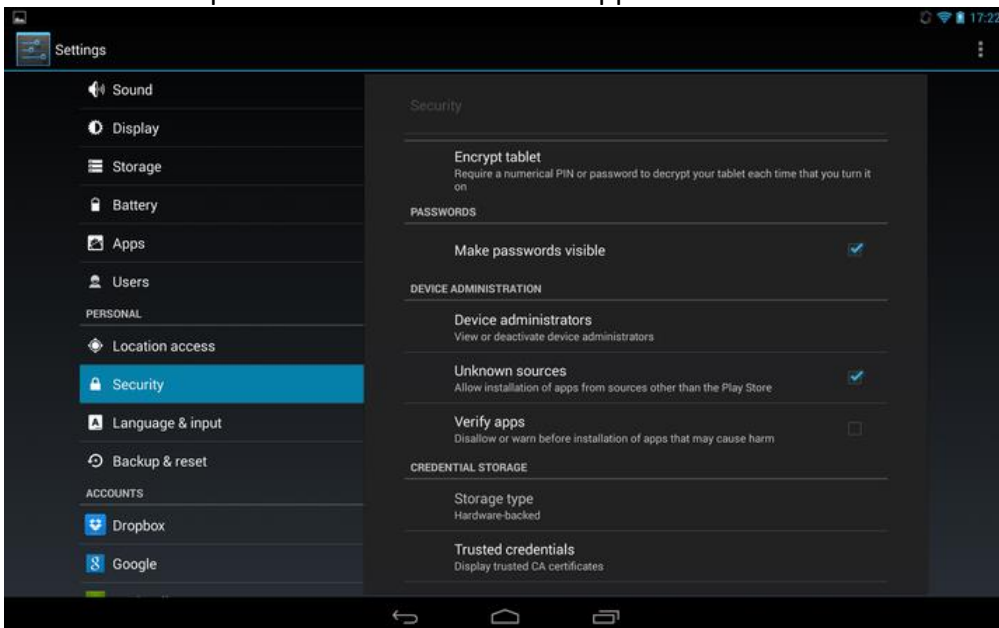 17:22
Settings
Sound
Display
Storage
Battery
Apps
Users
PERSONAL
Location access
Security
Language & input
Backup & reset
ACCOUNTS
Dropbox
Google
Security
Encrypt tablet
Require a numerical PIN or password to decrypt your tablet each time that you turn it
on
PASSWORDS
Make passwords visible
DEVICE ADMINISTRATION
Device administrators
View or deactivate device administrators
Unknown sources
Allow installation of apps from sources other than the Play Store
Verify apps
Disallow or warn before installation of apps that may cause harm
CREDENTIAL STORAGE
Storage type
Hardware-backed
Trusted credentials
Display trusted CA certificates